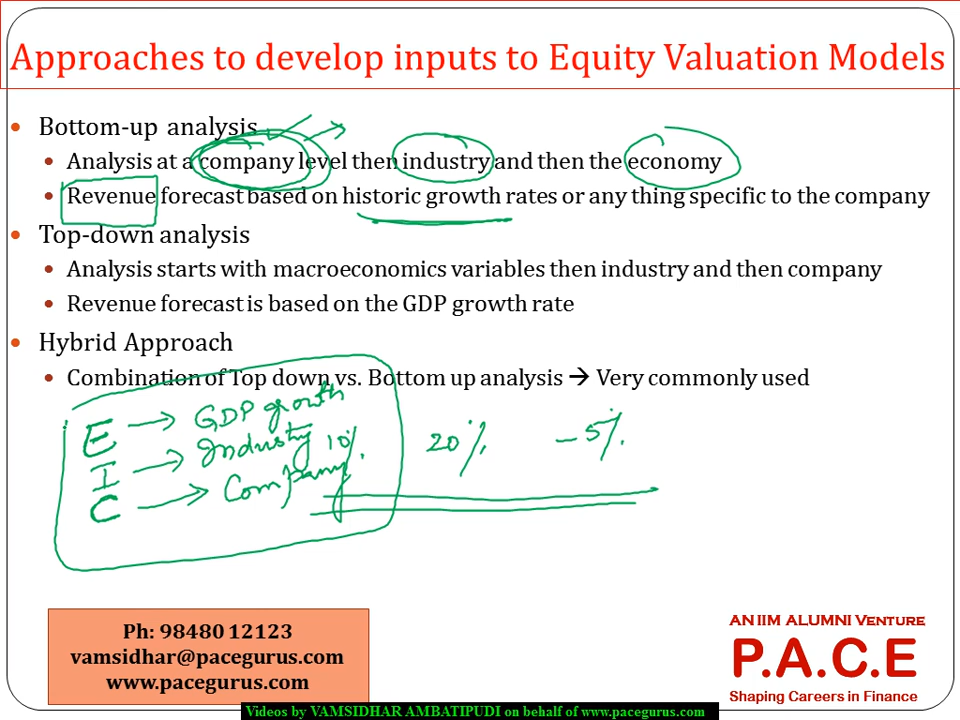 Approaches to develop inputs to Equity Valuation Models
Bottom-up analysis
Analysis at a company level then industry and then the economy
Revenue forecast based on historic growth rates or any thing specific to the company
Top-down analysis
Analysis starts with macroeconomics variables then industry and then company
Revenue forecast is based on the GDP growth rate
Hybrid Approach
Combination of Top down vs. Bottom up analysis → Very commonly used
E → GDP growth
I → Industry 10%. 20% -5%.
C → Company
Ph: 98480 12123
vamsidhar@pacegurus.com
www.pacegurus.com
AN IIM ALUMNI VENTURE
P.A.C.E
Shaping Careers in Finance
Videos by VAMSIDHAR AMBATIPUDI on behalf of www.pacegurus.com